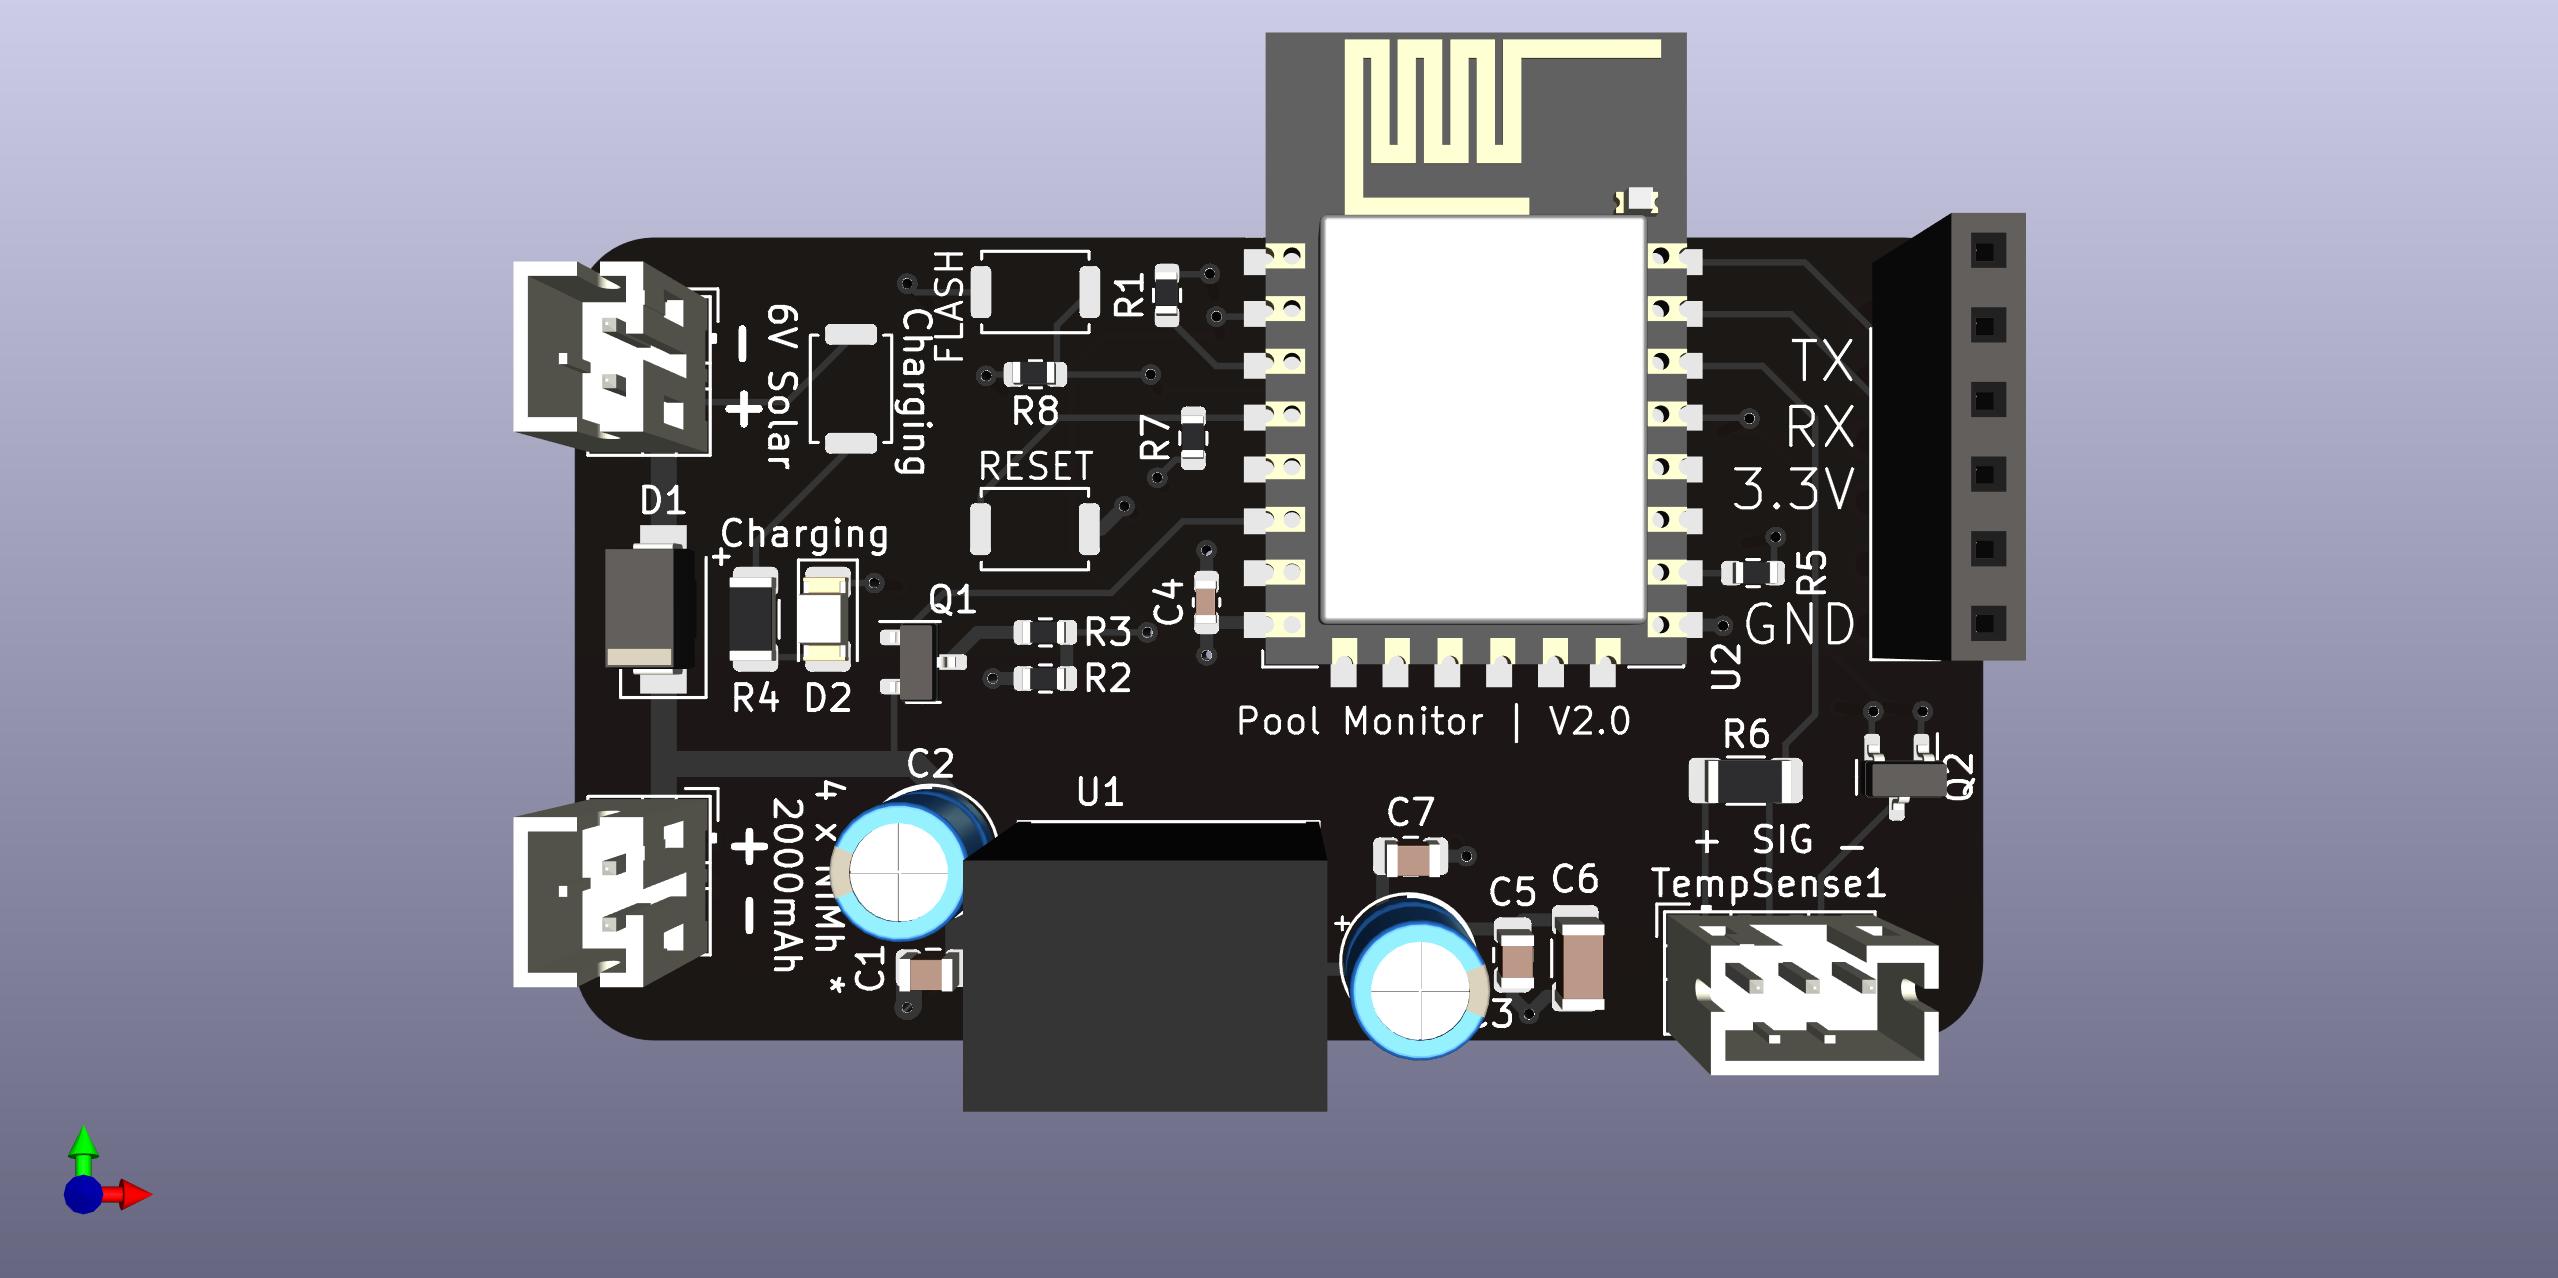 FLASH
R1
6V Solar
-
+
Charging
R8
R7
RESET
TX
RX
3.3V
GND
D1
Charging
+
R4
D2
Q1
R3
R2
C4
R5
U2
Pool Monitor | V2.0
R6
Q2
C2
U1
+
-
4 x NiMh *
2000mAh
C1
C7
+
C5
C6
+ SIG -
TempSense1